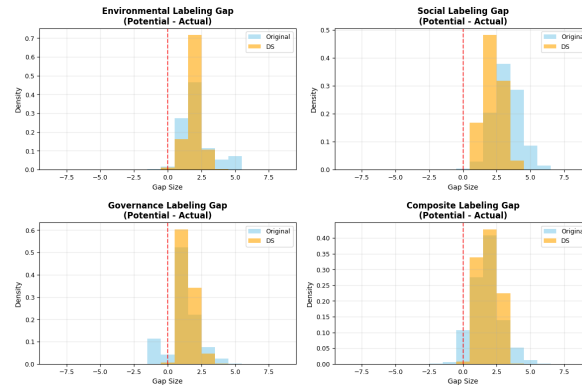 Environmental Labeling Gap
(Potential - Actual)
Original
DS
Density
0.7
0.6
0.5
0.4
0.3
0.2
0.1
0.0
−7.5 −5.0 −2.5 0.0 2.5 5.0 7.5
Gap Size
Social Labeling Gap
(Potential - Actual)
Original
DS
Density
0.5
0.4
0.3
0.2
0.1
0.0
−7.5 −5.0 −2.5 0.0 2.5 5.0 7.5
Gap Size
Governance Labeling Gap
(Potential - Actual)
Original
DS
Density
0.6
0.5
0.4
0.3
0.2
0.1
0.0
−7.5 −5.0 −2.5 0.0 2.5 5.0 7.5
Gap Size
Composite Labeling Gap
(Potential - Actual)
Original
DS
Density
0.40
0.35
0.30
0.25
0.20
0.15
0.10
0.05
0.00
−7.5 −5.0 −2.5 0.0 2.5 5.0 7.5
Gap Size